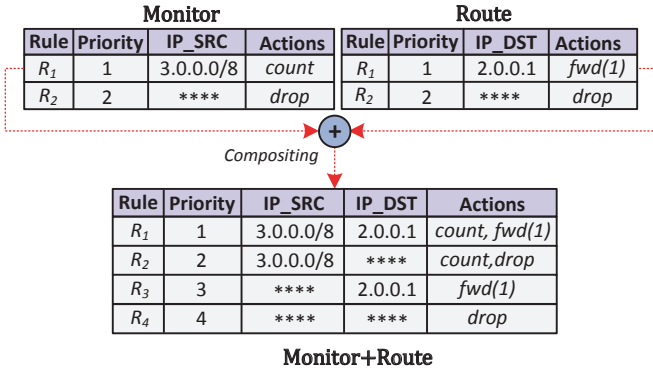 Monitor
Rule Priority IP_SRC Actions
R1 1 3.0.0.0/8 count
R2 2 **** drop
Route
Rule Priority IP_DST Actions
R1 1 2.0.0.1 fwd(1)
R2 2 **** drop
+
Compositing
Rule Priority IP_SRC IP_DST Actions
R1 1 3.0.0.0/8 2.0.0.1 count, fwd(1)
R2 2 3.0.0.0/8 **** count,drop
R3 3 **** 2.0.0.1 fwd(1)
R4 4 **** **** drop
Monitor+Route